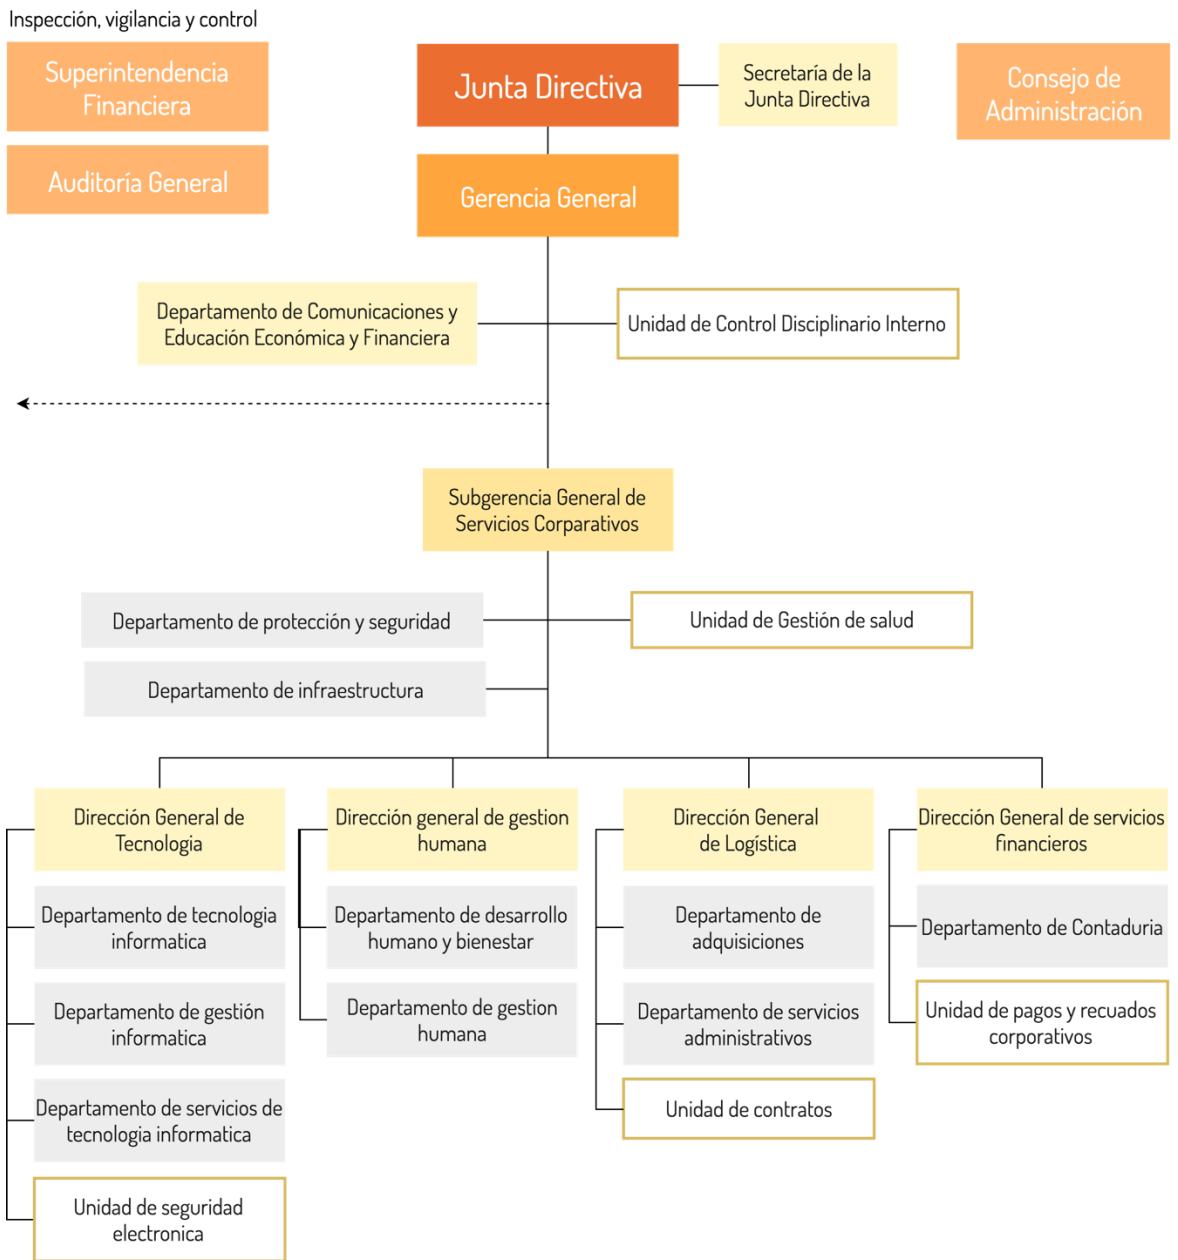 Inspección, vigilancia y control
Superintendencia
Financiera
Auditoría General
Junta Directiva
Secretaría de la
Junta Directiva
Consejo de
Administración
Gerencia General
Departamento de Comunicaciones y
Educación Económica y Financiera
Unidad de Control Disciplinario Interno
Subgerencia General de
Servicios Corparativos
Departamento de protección y seguridad
Unidad de Gestión de salud
Departamento de infraestructura
Dirección General de
Tecnologia
Departamento de tecnologia
informatica
Departamento de gestión
informatica
Departamento de servicios de
tecnologia informatica
Unidad de seguridad
electronica
Dirección general de gestion
humana
Departamento de desarrollo
humano y bienestar
Departamento de gestion
humana
Dirección General
de Logística
Departamento de
adquisiciones
Departamento de servicios
administrativos
Unidad de contratos
Dirección General de servicios
financieros
Departamento de Contaduria
Unidad de pagos y recuados
corporativos